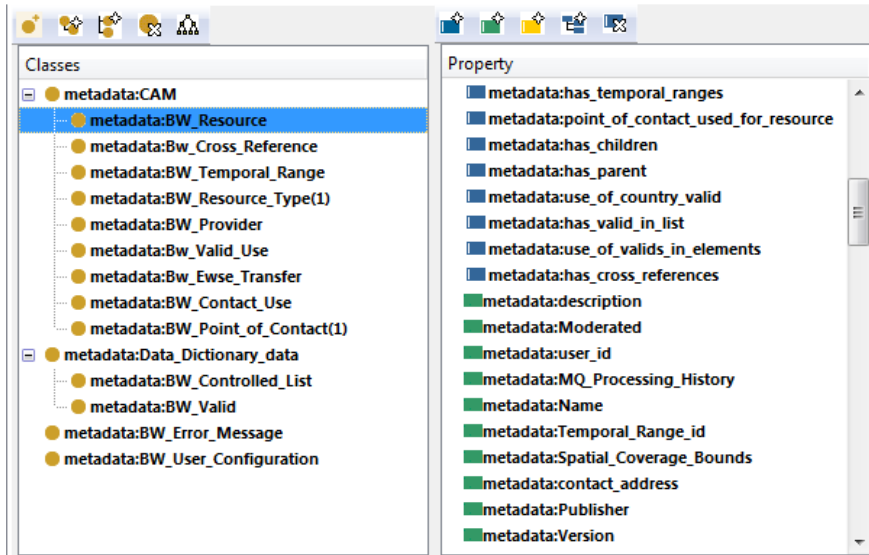 Classes
metadata:CAM
metadata:BW_Resource
metadata:Bw_Cross_Reference
metadata:BW_Temporal_Range
metadata:BW_Resource_Type(1)
metadata:BW_Provider
metadata:Bw_Valid_Use
metadata:Bw_Ewse_Transfer
metadata:BW_Contact_Use
metadata:BW_Point_of_Contact(1)
metadata:Data_Dictionary_data
metadata:BW_Controlled_List
metadata:BW_Valid
metadata:BW_Error_Message
metadata:BW_User_Configuration
Property
metadata:has_temporal_ranges
metadata:point_of_contact_used_for_resource
metadata:has_children
metadata:has_parent
metadata:use_of_country_valid
metadata:has_valid_in_list
metadata:use_of_valids_in_elements
metadata:has_cross_references
metadata:description
metadata:Moderated
metadata:user_id
metadata:MQ_Processing_History
metadata:Name
metadata:Temporal_Range_id
metadata:Spatial_Coverage_Bounds
metadata:contact_address
metadata:Publisher
metadata:Version